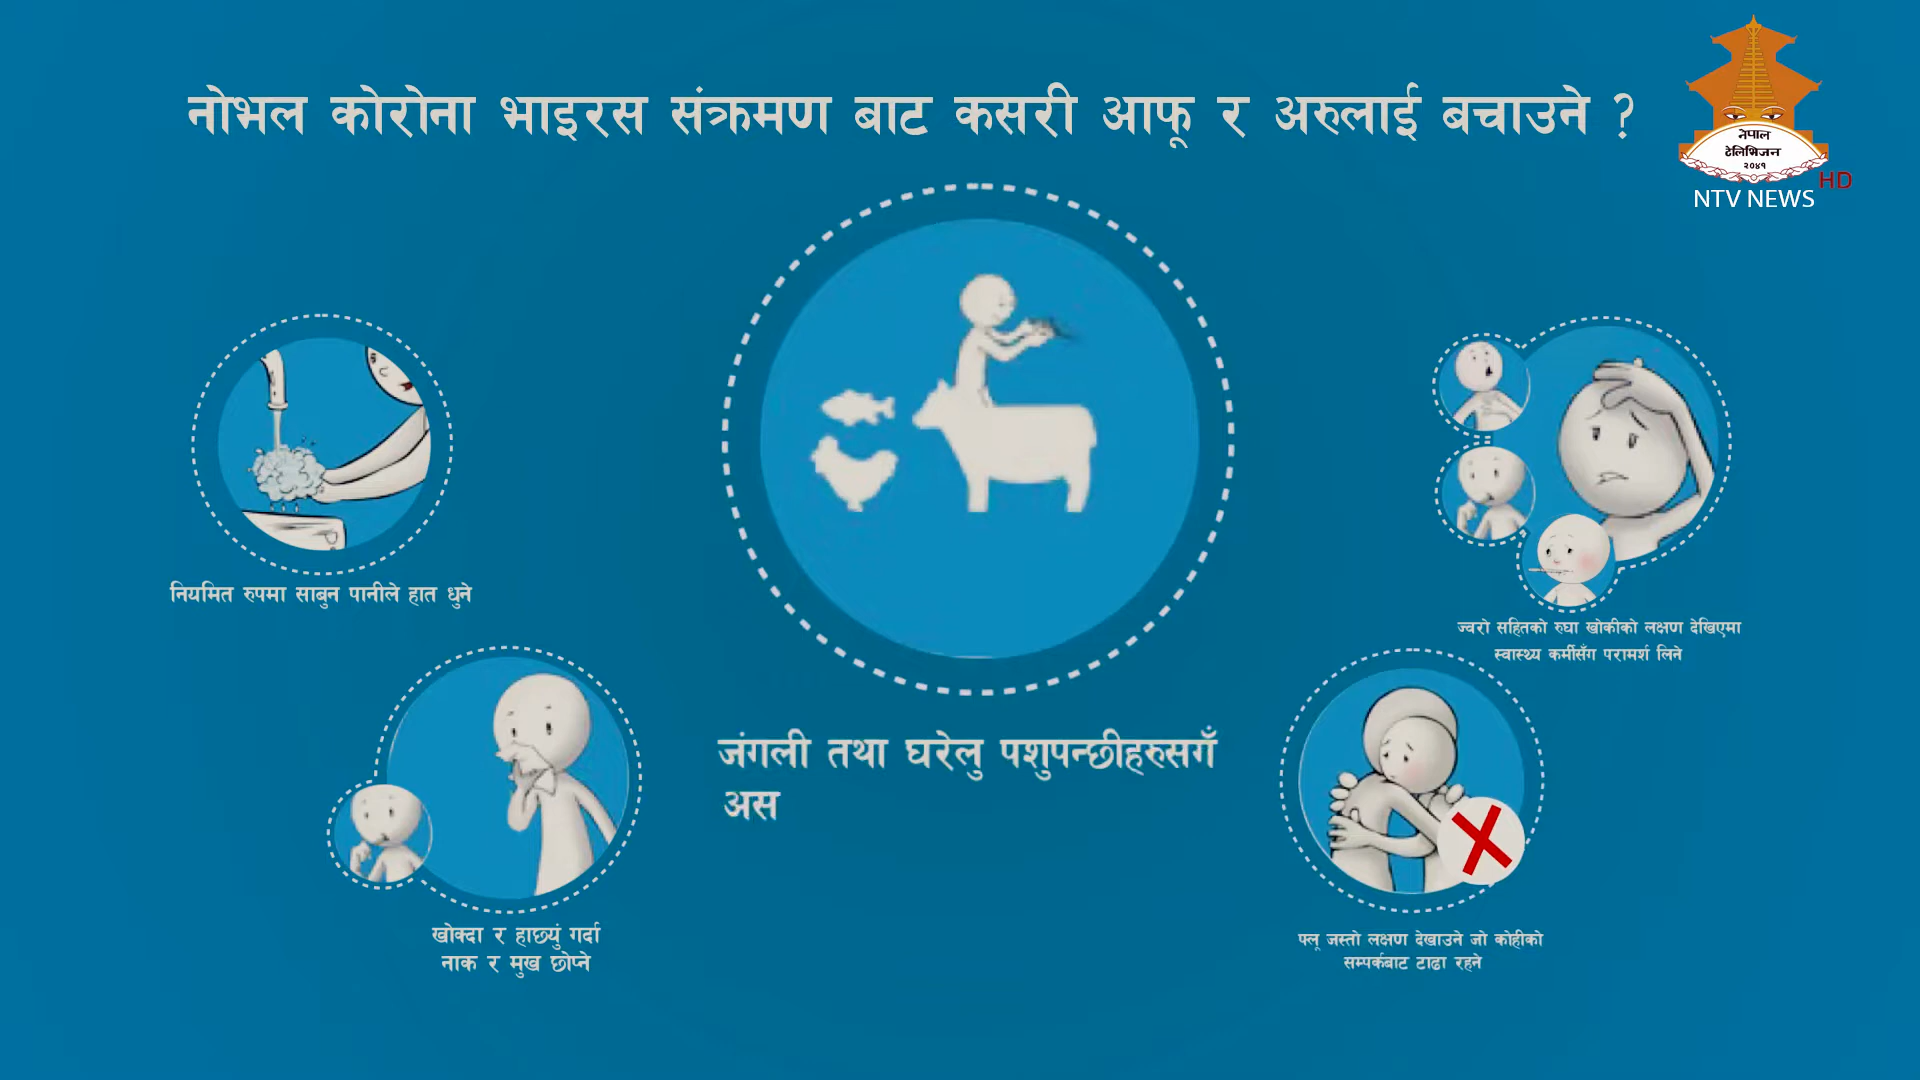 नोभल कोरोना भाइरस संक्रमण बाट कसरी आफू र अरुलाई बचाउने ?
नेपाल
टेलिभिजन
२०४१
HD
NTV NEWS
नियमित रुपमा साबुन पानीले हात धुने
ज्वरो सहितको रुघा खोकीको लक्षण देखिएमा
स्वास्थ्य कर्मीसँग परामर्श लिने
जंगली तथा घरेलु पशुपन्छीहरुसगँ
अस
खोक्दा र हाछ्युं गर्दा
नाक र मुख छोप्ने
फ्लू जस्तो लक्षण देखाउने जो कोहीको
सम्पर्कबाट टाढा रहने